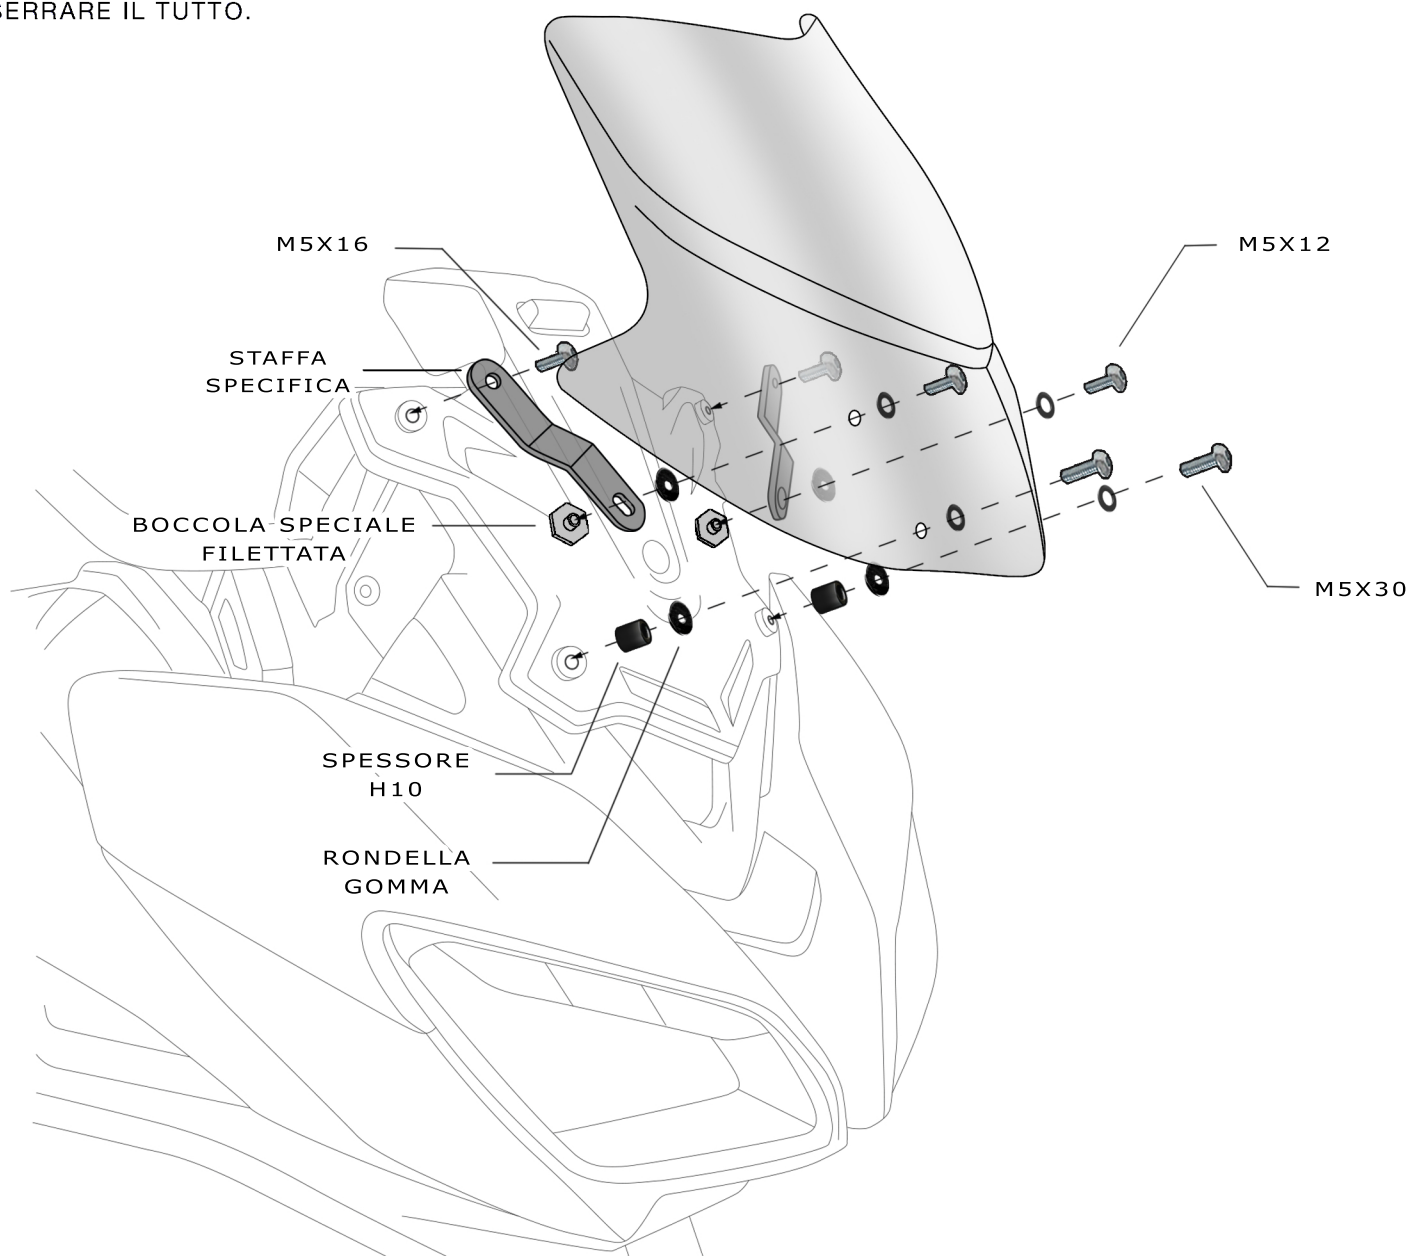 SERRARE IL TUTTO.
M5X16
M5X12
STAFFA
SPECIFICA
BOCCOLA SPECIALE
FILETTATA
M5X30
SPESSORE
H10
RONDELLA
GOMMA